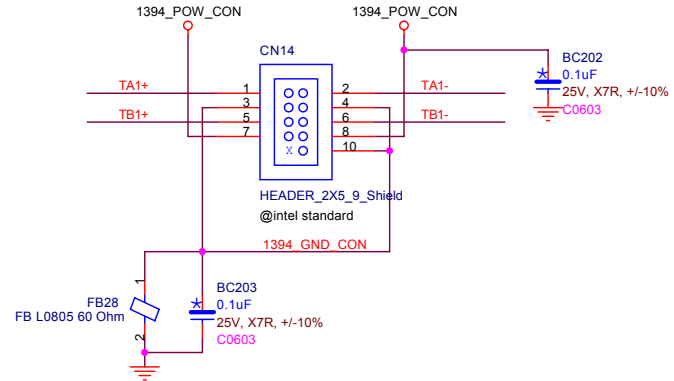 1394_POW_CON
1394_POW_CON
CN14
BC202
0.1uF
25V, X7R, +/-10%
C0603
TA1+
1
2
TA1-
3
4
TB1+
5
6
TB1-
7
8
X
10
HEADER_2X5_9_Shield
@intel standard
1394_GND_CON
1
FB28
FB L0805 60 Ohm
2
BC203
0.1uF
25V, X7R, +/-10%
C0603